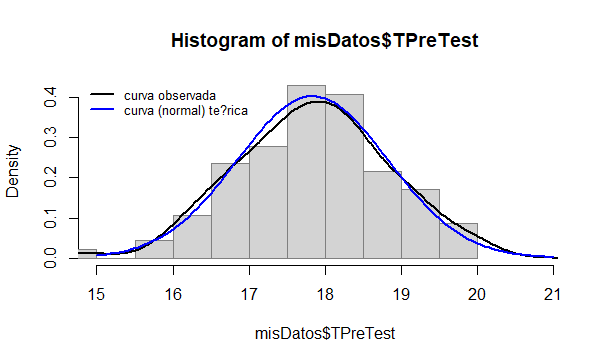 Histogram of misDatos$TPreTest
curva observada
curva (normal) te?rica
Density
0.4
0.3
0.2
0.1
0.0
15 16 17 18 19 20 21
misDatos$TPreTest